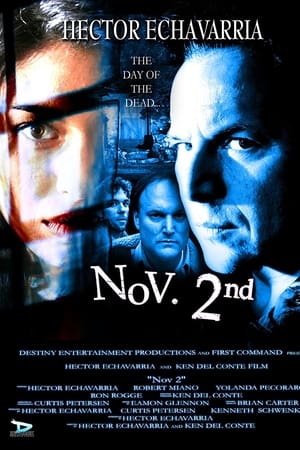 HECTOR ECHAVARRIA
THE
DAY OF
THE
DEAD...
NOV. 2nd
DESTINY ENTERTAINMENT PRODUCTIONS AND FIRST COMMAND
HECTOR ECHAVARRIA AND KEN DEL CONTE FILM
"Nov 2"
HECTOR ECHAVARRIA ROBERT MIANO YOLANDA PECORARO
RON ROGGE KEN DEL CONTE
CURTIS PETERSEN EAMON GLENNON BRIAN CARTER
HECTOR ECHAVARRIA CURTIS PETERSEN KENNETH SCHWENK
HECTOR ECHAVARRIA AND KEN DEL CONTE